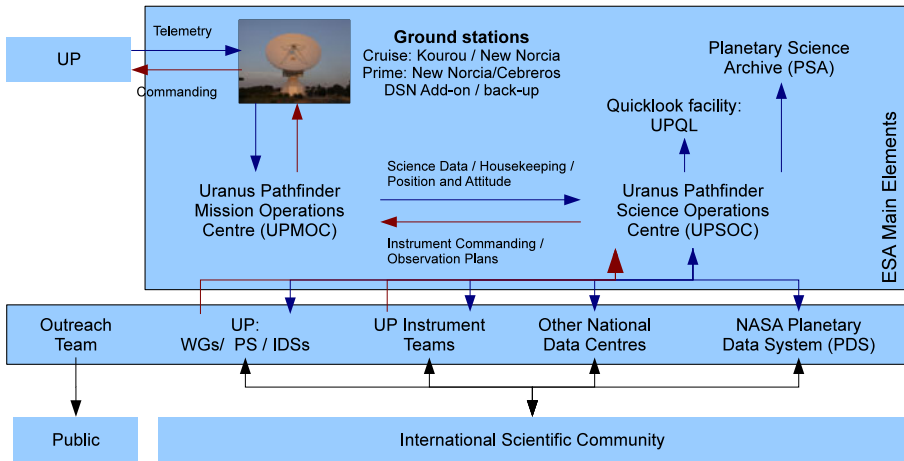 UP
Telemetry
Commanding
Ground stations
Cruise: Kourou / New Norcia
Prime: New Norcia/Cebreros
DSN Add-on / back-up
Planetary Science
Archive (PSA)
Quicklook facility:
UPQL
Uranus Pathfinder
Mission Operations
Centre (UPMOC)
Science Data / Housekeeping /
Position and Attitude
Instrument Commanding /
Observation Plans
Uranus Pathfinder
Science Operations
Centre (UPSOC)
ESA Main Elements
Outreach
Team
UP:
WGs/ PS / IDSs
UP Instrument
Teams
Other National
Data Centres
NASA Planetary
Data System (PDS)
Public
International Scientific Community